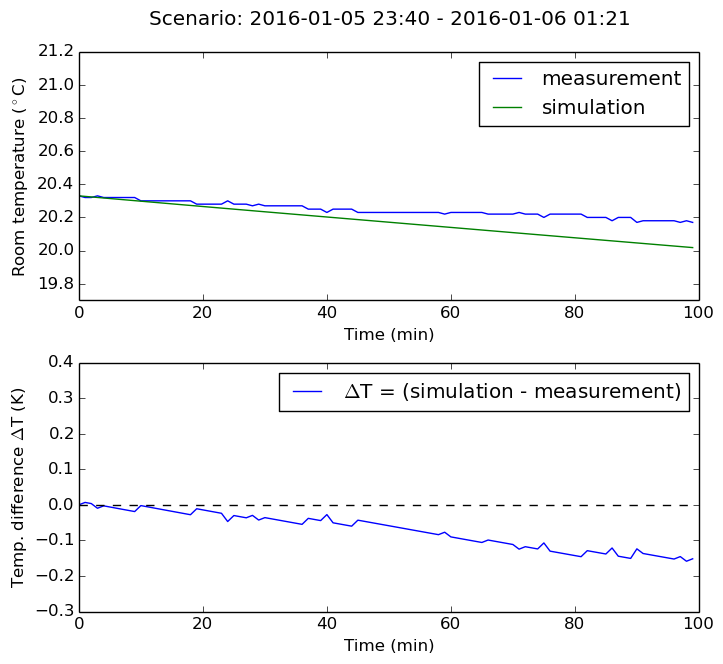 Scenario: 2016-01-05 23:40 - 2016-01-06 01:21
Room temperature (°C)
21.2
21.0
20.8
20.6
20.4
20.2
20.0
19.8
measurement
simulation
0 20 40 60 80 100
Time (min)
Temp. difference ΔT (K)
0.4
0.3
0.2
0.1
0.0
−0.1
−0.2
−0.3
ΔT = (simulation - measurement)
0 20 40 60 80 100
Time (min)